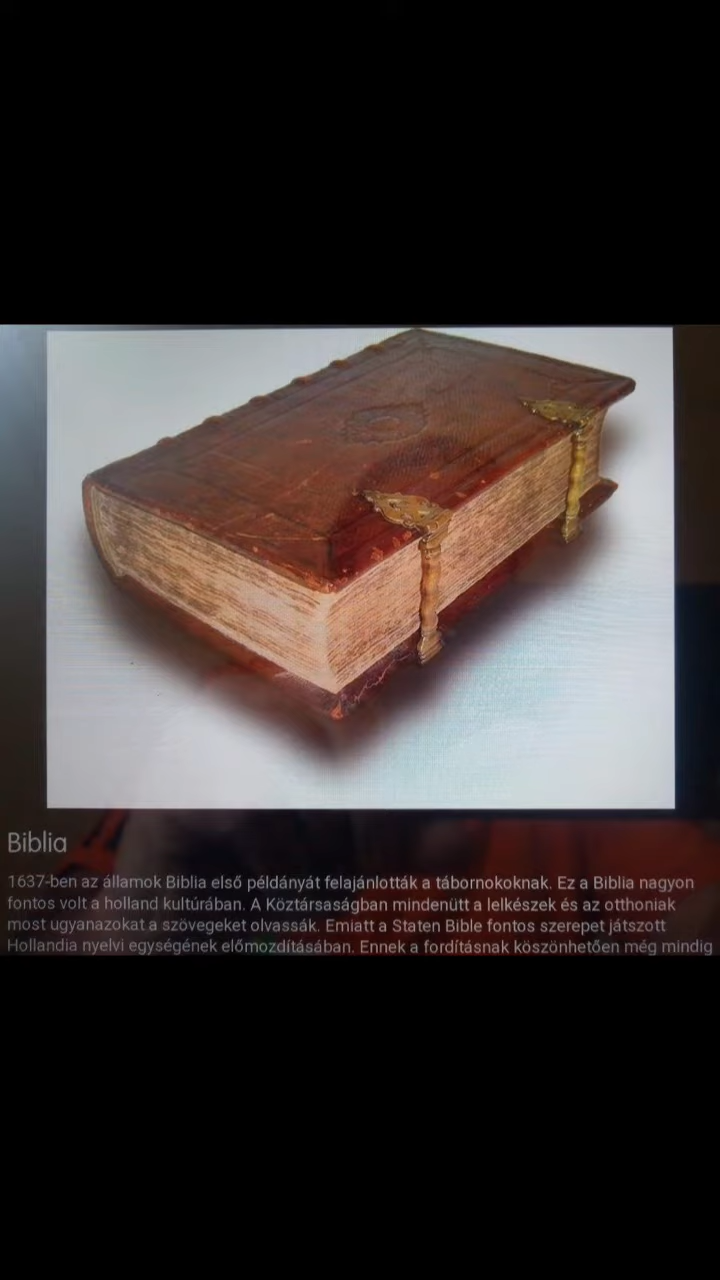 Biblia
1637-ben az államok Biblia első példányát felajánlották a tábornokoknak. Ez a Biblia nagyon
fontos volt a holland kultúrában. A Köztársaságban mindenütt a lelkészek és az otthoniak
most ugyanazokat a szövegeket olvassák. Emiatt a Staten Bible fontos szerepet játszott
Hollandia nyelvi egységének előmozdításában. Ennek a fordításnak köszönhetően még mindig